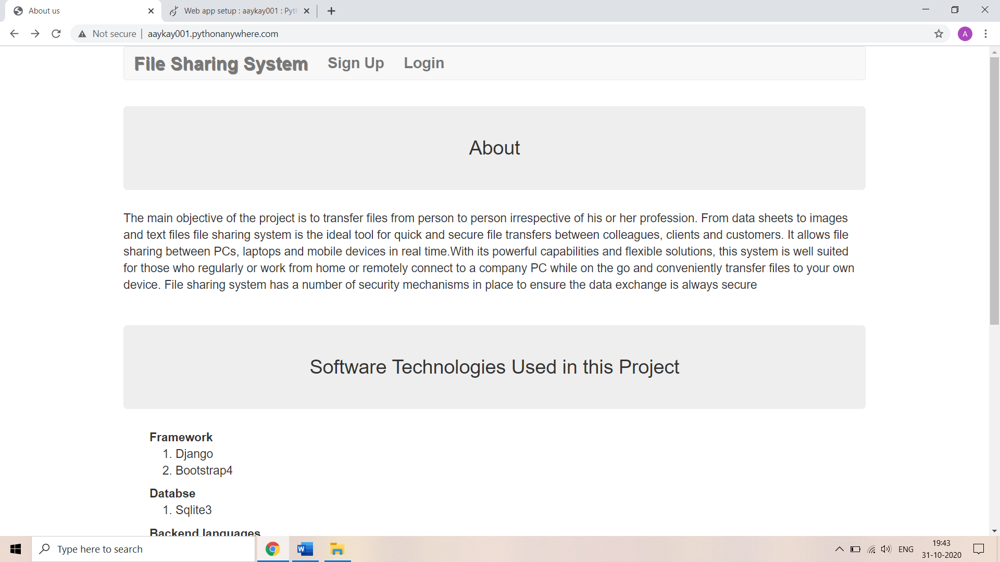 About us
Web app setup : aaykay001 : Pyt
Not secure
aaykay001.pythonanywhere.com
A
File Sharing System Sign Up Login
About
The main objective of the project is to transfer files from person to person irrespective of his or her profession. From data sheets to images
and text files file sharing system is the ideal tool for quick and secure file transfers between colleagues, clients and customers. It allows file
sharing between PCs, laptops and mobile devices in real time.With its powerful capabilities and flexible solutions, this system is well suited
for those who regularly or work from home or remotely connect to a company PC while on the go and conveniently transfer files to your own
device. File sharing system has a number of security mechanisms in place to ensure the data exchange is always secure
Software Technologies Used in this Project
Framework
1. Django
2. Bootstrap4
Databse
1. Sqlite3
Backend languages
Type here to search
W
ENG
19:43
31-10-2020